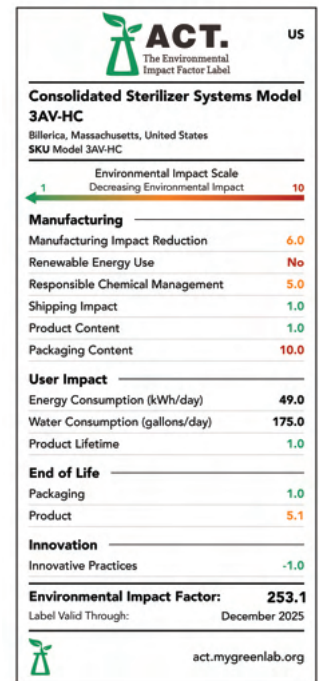 ACT.
US
The Environmental
Impact Factor Label
Consolidated Sterilizer Systems Model
3AV-HC
Billerica, Massachusetts, United States
SKU Model 3AV-HC
Environmental Impact Scale
1 Decreasing Environmental Impact 10
Manufacturing
Manufacturing Impact Reduction 6.0
Renewable Energy Use No
Responsible Chemical Management 5.0
Shipping Impact 1.0
Product Content 1.0
Packaging Content 10.0
User Impact
Energy Consumption (kWh/day) 49.0
Water Consumption (gallons/day) 175.0
Product Lifetime 1.0
End of Life
Packaging 1.0
Product 5.1
Innovation
Innovative Practices -1.0
Environmental Impact Factor: 253.1
Label Valid Through: December 2025
act.mygreenlab.org